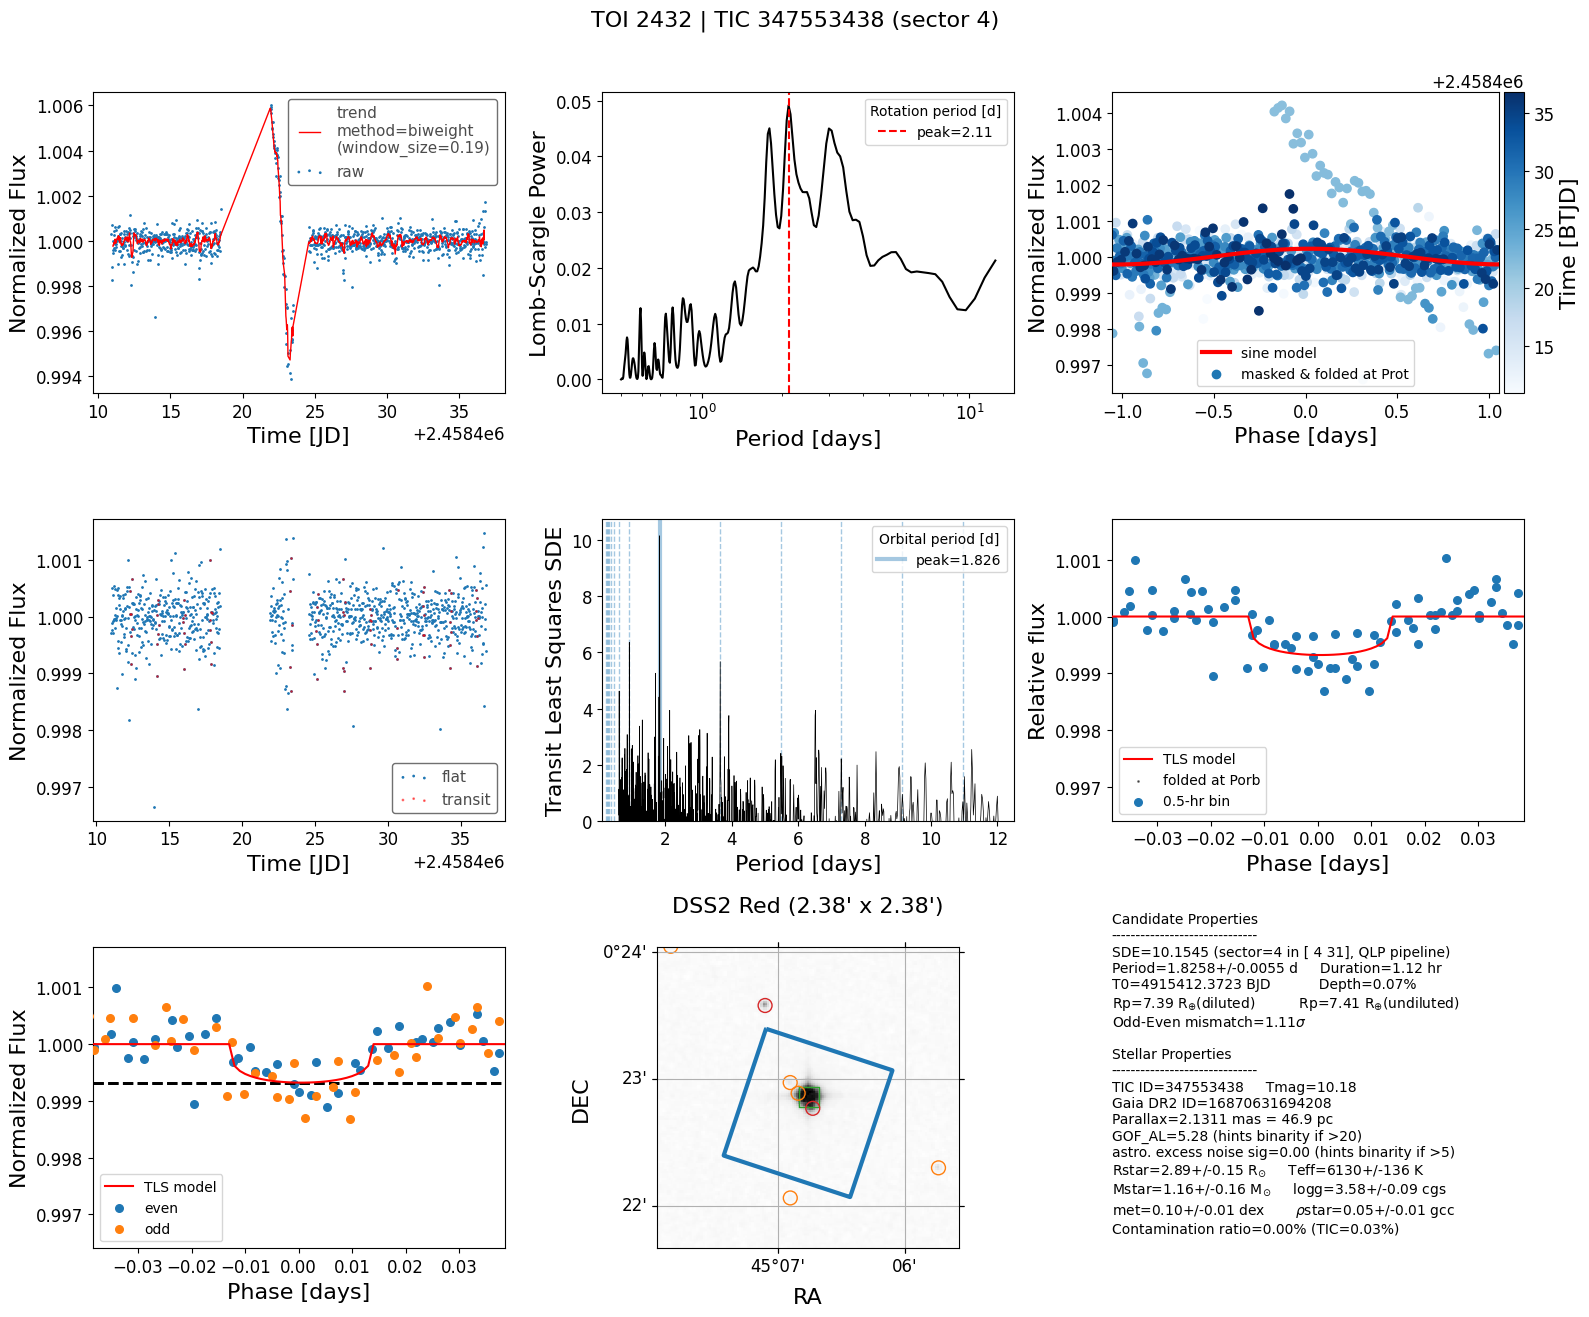 TOI 2432 | TIC 347553438 (sector 4)
1.006
1.004
1.002
1.000
0.998
0.996
0.994
Normalized Flux
trend
method=biweight
(window_size=0.19)
raw
10 15 20 25 30 35
Time [JD]
+2.4584e6
0.05
0.04
0.03
0.02
0.01
0.00
Lomb-Scargle Power
Rotation period [d]
peak=2.11
10⁰ 10¹
Period [days]
1.004
1.003
1.002
1.001
1.000
0.999
0.998
0.997
Normalized Flux
sine model
masked & folded at Prot
−1.0 −0.5 0.0 0.5 1.0
Phase [days]
+2.4584e6
35
30
25
20
15
Time [BTJD]
1.001
1.000
0.999
0.998
0.997
Normalized Flux
flat
transit
10 15 20 25 30 35
Time [JD]
+2.4584e6
10
8
6
4
2
0
Transit Least Squares SDE
Orbital period [d]
peak=1.826
2 4 6 8 10 12
Period [days]
1.001
1.000
0.999
0.998
0.997
Relative flux
TLS model
folded at Porb
0.5-hr bin
−0.03 −0.02 −0.01 0.00 0.01 0.02 0.03
Phase [days]
1.001
1.000
0.999
0.998
0.997
Normalized Flux
TLS model
even
odd
−0.03 −0.02 −0.01 0.00 0.01 0.02 0.03
Phase [days]
DSS2 Red (2.38' x 2.38')
0°24'
23'
22'
DEC
45°07' 06'
RA
Candidate Properties
------------------------------
SDE=10.1545 (sector=4 in [ 4 31], QLP pipeline)
Period=1.8258+/-0.0055 d Duration=1.12 hr
T0=4915412.3723 BJD Depth=0.07%
Rp=7.39 R⊕(diluted) Rp=7.41 R⊕(undiluted)
Odd-Even mismatch=1.11σ
Stellar Properties
------------------------------
TIC ID=347553438 Tmag=10.18
Gaia DR2 ID=16870631694208
Parallax=2.1311 mas = 46.9 pc
GOF_AL=5.28 (hints binarity if >20)
astro. excess noise sig=0.00 (hints binarity if >5)
Rstar=2.89+/-0.15 R⊙ Teff=6130+/-136 K
Mstar=1.16+/-0.16 M⊙ logg=3.58+/-0.09 cgs
met=0.10+/-0.01 dex ρstar=0.05+/-0.01 gcc
Contamination ratio=0.00% (TIC=0.03%)